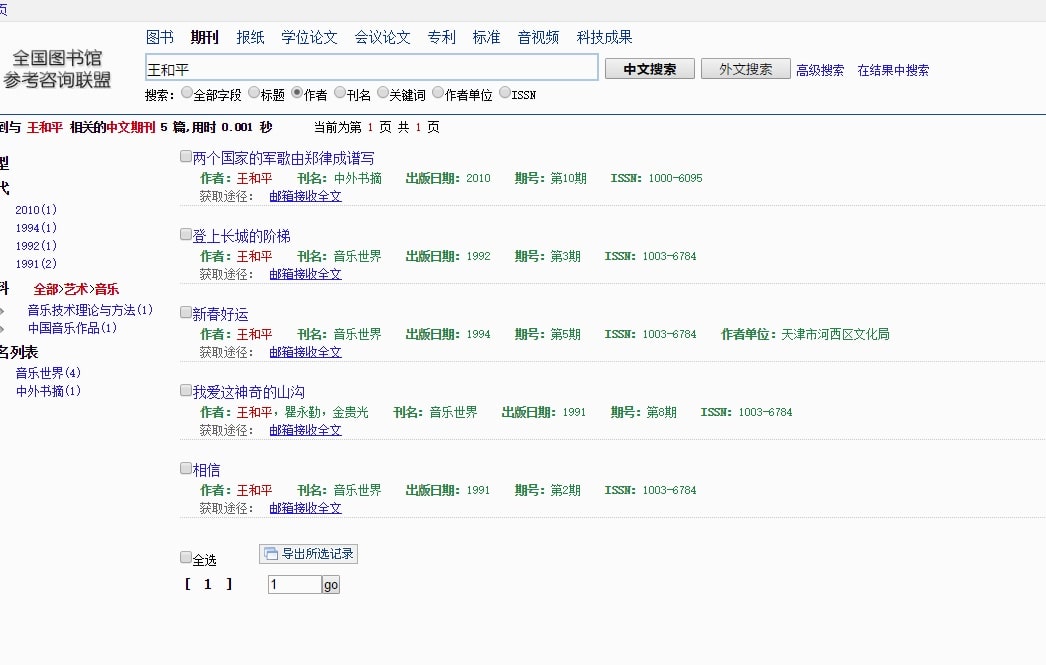 页
图书 期刊 报纸 学位论文 会议论文 专利 标准 音视频 科技成果
全国图书馆
参考咨询联盟
王和平 中文搜索 外文搜索 高级搜索 在结果中搜索
搜索： 全部字段 标题 作者 刊名 关键词 作者单位 ISSN
到与 王和平 相关的中文期刊 5 篇,用时 0.001 秒 当前为第 1 页 共 1 页
型
代
2010(1)
1994(1)
1992(1)
1991(2)
科 全部>艺术>音乐
音乐技术理论与方法(1)
中国音乐作品(1)
名列表
音乐世界(4)
中外书摘(1)
两个国家的军歌由郑律成谱写
作者：王和平 刊名：中外书摘 出版日期：2010 期号：第10期 ISSN：1000-6095
获取途径： 邮箱接收全文
登上长城的阶梯
作者：王和平 刊名：音乐世界 出版日期：1992 期号：第3期 ISSN：1003-6784
获取途径： 邮箱接收全文
新春好运
作者：王和平 刊名：音乐世界 出版日期：1994 期号：第5期 ISSN：1003-6784 作者单位：天津市河西区文化局
获取途径： 邮箱接收全文
我爱这神奇的山沟
作者：王和平，瞿永勤，金贵光 刊名：音乐世界 出版日期：1991 期号：第8期 ISSN：1003-6784
获取途径： 邮箱接收全文
相信
作者：王和平 刊名：音乐世界 出版日期：1991 期号：第2期 ISSN：1003-6784
获取途径： 邮箱接收全文
全选 导出所选记录
[ 1 ] 1 go